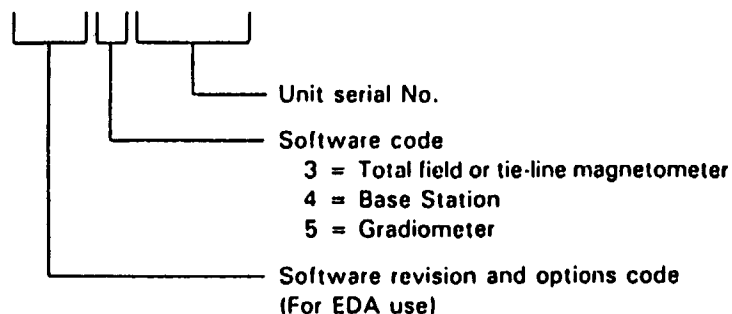 Unit serial No.
Software code
3 = Total field or tie-line magnetometer
4 = Base Station
5 = Gradiometer
Software revision and options code
(For EDA use)